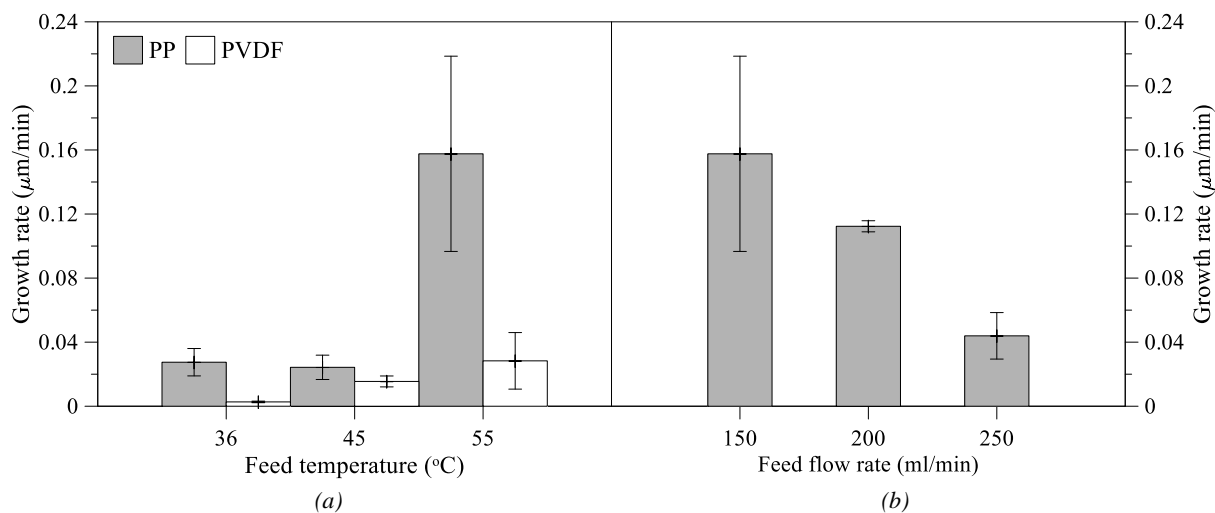 0.24
0.2
0.16
0.12
0.08
0.04
0
Growth rate (μm/min)
PP PVDF
36 45 55
Feed temperature (°C)
(a)
150 200 250
Feed flow rate (ml/min)
(b)
0.24
0.2
0.16
0.12
0.08
0.04
0
Growth rate (μm/min)